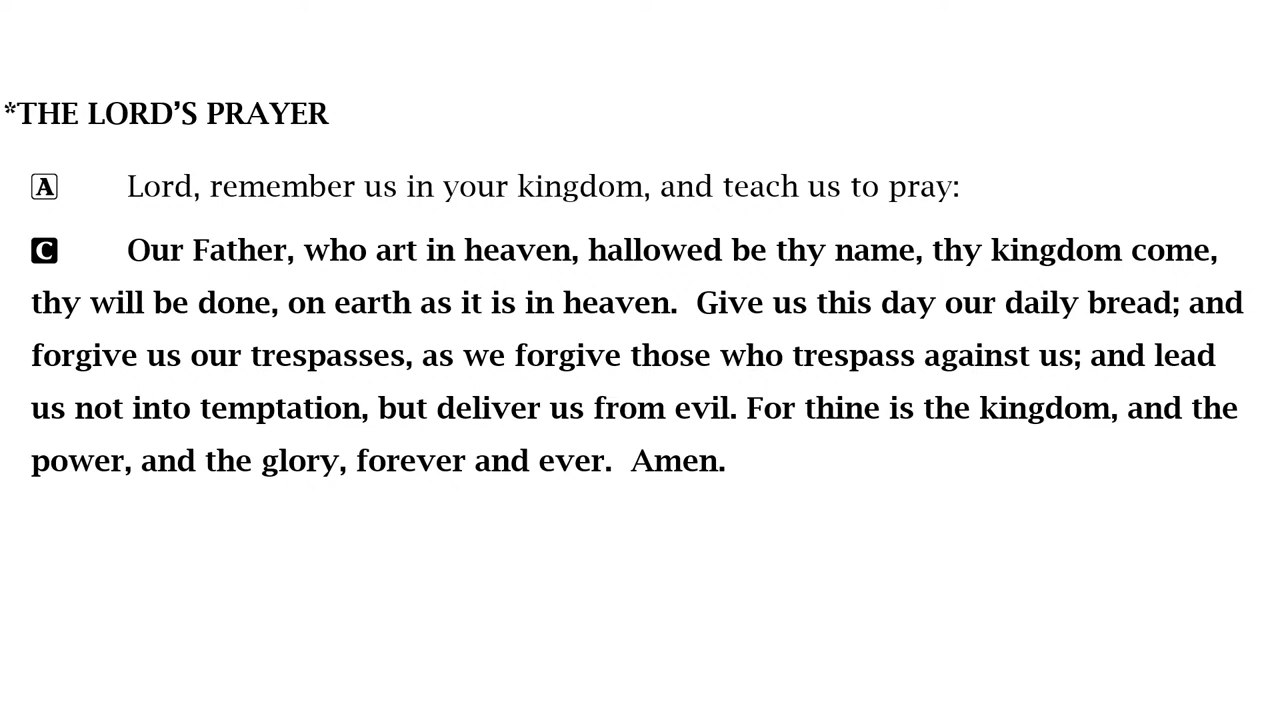 *THE LORD’S PRAYER
A Lord, remember us in your kingdom, and teach us to pray:
C Our Father, who art in heaven, hallowed be thy name, thy kingdom come,
thy will be done, on earth as it is in heaven.  Give us this day our daily bread; and
forgive us our trespasses, as we forgive those who trespass against us; and lead
us not into temptation, but deliver us from evil. For thine is the kingdom, and the
power, and the glory, forever and ever.  Amen.